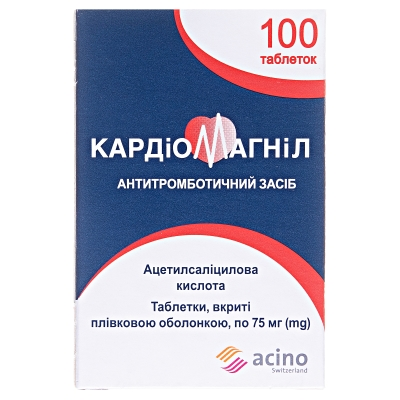 100
таблеток
КАРДіОМАГНіЛ
АНТИТРОМБОТИЧНИЙ ЗАСІБ
Ацетилсаліцилова
кислота
Таблетки, вкриті
плівковою оболонкою, по 75 мг (mg)
acino
Switzerland